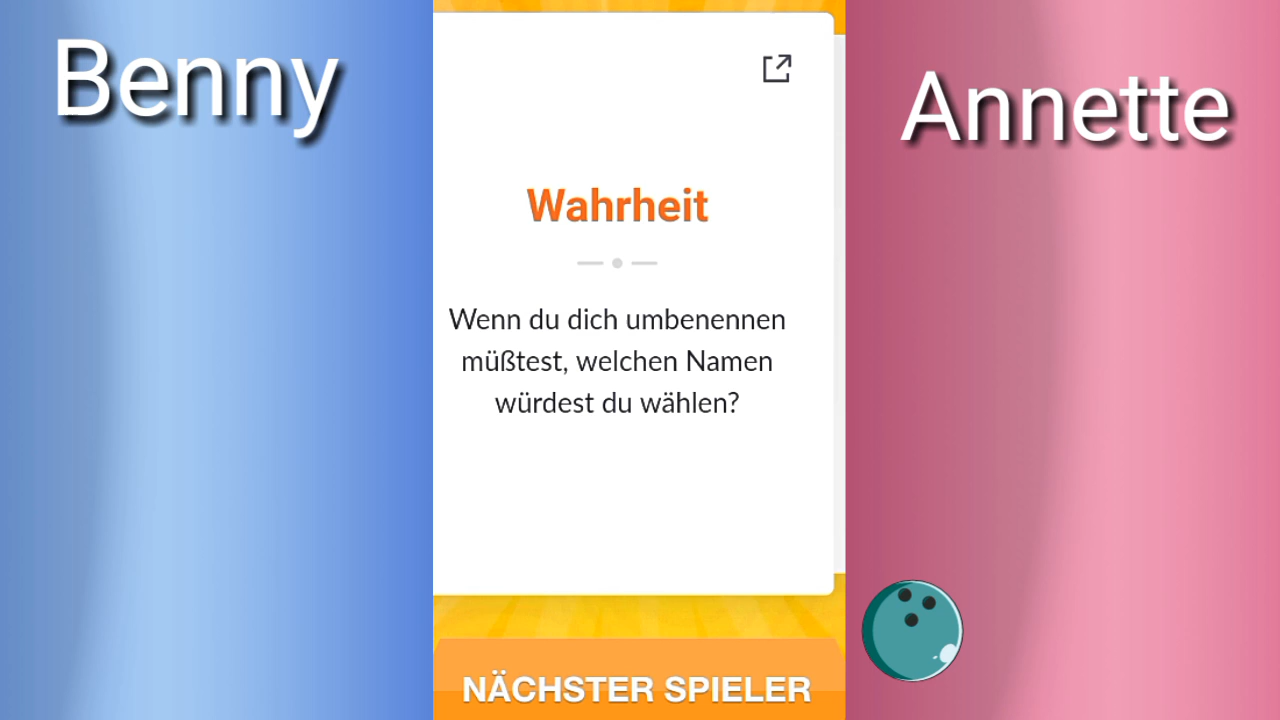 Benny
Annette
Wahrheit
Wenn du dich umbenennen
müßtest, welchen Namen
würdest du wählen?
NÄCHSTER SPIELER